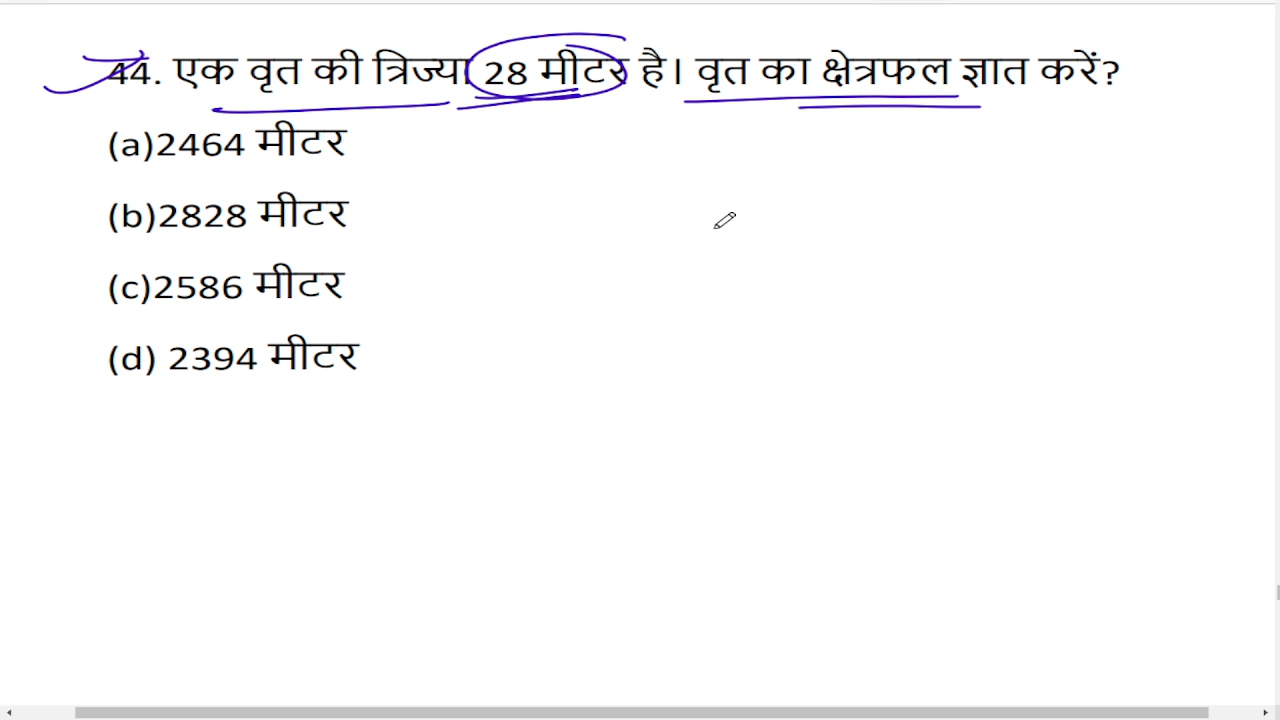 44. एक वृत की त्रिज्या 28 मीटर है। वृत का क्षेत्रफल ज्ञात करें?
(a)2464 मीटर
(b)2828 मीटर
(c)2586 मीटर
(d) 2394 मीटर